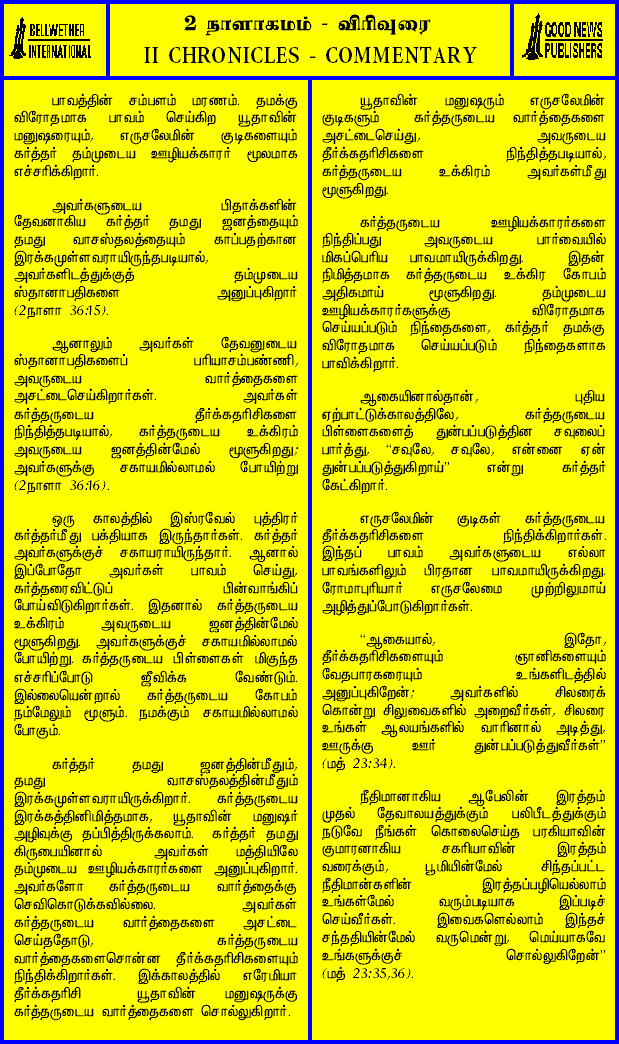 BELLWETHER
INTERNATIONAL
2 நாளாகமம் - விரிவுரை
II CHRONICLES - COMMENTARY
GOOD NEWS
PUBLISHERS
பாவத்தின் சம்பளம் மரணம். தமக்கு
விரோதமாக பாவம் செய்கிற யூதாவின்
மனுஷரையும், எருசலேமின் குடிகளையும்
கர்த்தர் தம்முடைய ஊழியக்காரர் மூலமாக
எச்சரிக்கிறார்.
அவர்களுடைய பிதாக்களின்
தேவனாகிய கர்த்தர் தமது ஜனத்தையும்
தமது வாசஸ்தலத்தையும் காப்பதற்கான
இரக்கமுள்ளவராயிருந்தபடியால்,
அவர்களிடத்துக்குத் தம்முடைய
ஸ்தானாபதிகளை அனுப்புகிறார்
(2நாளா 36:15).
ஆனாலும் அவர்கள் தேவனுடைய
ஸ்தானாபதிகளைப் பரியாசம்பண்ணி,
அவருடைய வார்த்தைகளை
அசட்டைசெய்கிறார்கள். அவர்கள்
கர்த்தருடைய தீர்க்கதரிசிகளை
நிந்தித்தபடியால், கர்த்தருடைய உக்கிரம்
அவருடைய ஜனத்தின்மேல் மூளுகிறது;
அவர்களுக்கு சகாயமில்லாமல் போயிற்று
(2நாளா 36:16).
ஒரு காலத்தில் இஸ்ரவேல் புத்திரர்
கர்த்தர்மீது பக்தியாக இருந்தார்கள். கர்த்தர்
அவர்களுக்குச் சகாயராயிருந்தார். ஆனால்
இப்போதோ அவர்கள் பாவம் செய்து,
கர்த்தரைவிட்டுப் பின்வாங்கிப்
போய்விடுகிறார்கள். இதனால் கர்த்தருடைய
உக்கிரம் அவருடைய ஜனத்தின்மேல்
மூளுகிறது. அவர்களுக்குச் சகாயமில்லாமல்
போயிற்று. கர்த்தருடைய பிள்ளைகள் மிகுந்த
எச்சரிப்போடு ஜீவிக்க வேண்டும்.
இல்லையென்றால் கர்த்தருடைய கோபம்
நம்மேலும் மூளும். நமக்கும் சகாயமில்லாமல்
போகும்.
கர்த்தர் தமது ஜனத்தின்மீதும்,
தமது வாசஸ்தலத்தின்மீதும்
இரக்கமுள்ளவராயிருக்கிறார். கர்த்தருடைய
இரக்கத்தினிமித்தமாக, யூதாவின் மனுஷர்
அழிவுக்கு தப்பித்திருக்கலாம். கர்த்தர் தமது
கிருபையினால் அவர்கள் மத்தியிலே
தம்முடைய ஊழியக்காரர்களை அனுப்புகிறார்.
அவர்களோ கர்த்தருடைய வார்த்தைக்கு
செவிகொடுக்கவில்லை. அவர்கள்
கர்த்தருடைய வார்த்தைகளை அசட்டை
செய்ததோடு, கர்த்தருடைய
வார்த்தைகளைசொன்ன தீர்க்கதரிசிகளையும்
நிந்திக்கிறார்கள். இக்காலத்தில் எரேமியா
தீர்க்கதரிசி யூதாவின் மனுஷருக்கு
கர்த்தருடைய வார்த்தைகளை சொல்லுகிறார்.
யூதாவின் மனுஷரும் எருசலேமின்
குடிகளும் கர்த்தருடைய வார்த்தைகளை
அசட்டைசெய்து, அவருடைய
தீர்க்கதரிசிகளை நிந்தித்தபடியால்,
கர்த்தருடைய உக்கிரம் அவர்கள்மீது
மூளுகிறது.
கர்த்தருடைய ஊழியக்காரர்களை
நிந்திப்பது அவருடைய பார்வையில்
மிகப்பெரிய பாவமாயிருக்கிறது. இதன்
நிமித்தமாக கர்த்தருடைய உக்கிர கோபம்
அதிகமாய் மூளுகிறது. தம்முடைய
ஊழியக்காரர்களுக்கு விரோதமாக
செய்யப்படும் நிந்தைகளை, கர்த்தர் தமக்கு
விரோதமாக செய்யப்படும் நிந்தைகளாக
பாவிக்கிறார்.
ஆகையினால்தான், புதிய
ஏற்பாட்டுக்காலத்திலே, கர்த்தருடைய
பிள்ளைகளைத் துன்பப்படுத்தின சவுலைப்
பார்த்து, “சவுலே, சவுலே, என்னை ஏன்
துன்பப்படுத்துகிறாய்” என்று கர்த்தர்
கேட்கிறார்.
எருசலேமின் குடிகள் கர்த்தருடைய
தீர்க்கதரிசிகளை நிந்திக்கிறார்கள்.
இந்தப் பாவம் அவர்களுடைய எல்லா
பாவங்களிலும் பிரதான பாவமாயிருக்கிறது.
ரோமாபுரியார் எருசலேமை முற்றிலுமாய்
அழித்துப்போடுகிறார்கள்.
“ஆகையால், இதோ,
தீர்க்கதரிசிகளையும் ஞானிகளையும்
வேதபாரகரையும் உங்களிடத்தில்
அனுப்புகிறேன்; அவர்களில் சிலரைக்
கொன்று சிலுவைகளில் அறைவீர்கள், சிலரை
உங்கள் ஆலயங்களில் வாரினால் அடித்து,
ஊருக்கு ஊர் துன்பப்படுத்துவீர்கள்”
(மத் 23:34).
நீதிமானாகிய ஆபேலின் இரத்தம்
முதல் தேவாலயத்துக்கும் பலிபீடத்துக்கும்
நடுவே நீங்கள் கொலைசெய்த பரகியாவின்
குமாரனாகிய சகரியாவின் இரத்தம்
வரைக்கும், பூமியின்மேல் சிந்தப்பட்ட
நீதிமான்களின் இரத்தப்பழியெல்லாம்
உங்கள்மேல் வரும்படியாக இப்படிச்
செய்வீர்கள். இவைகளெல்லாம் இந்தச்
சந்ததியின்மேல் வருமென்று, மெய்யாகவே
உங்களுக்குச் சொல்லுகிறேன்”
(மத் 23:35,36).